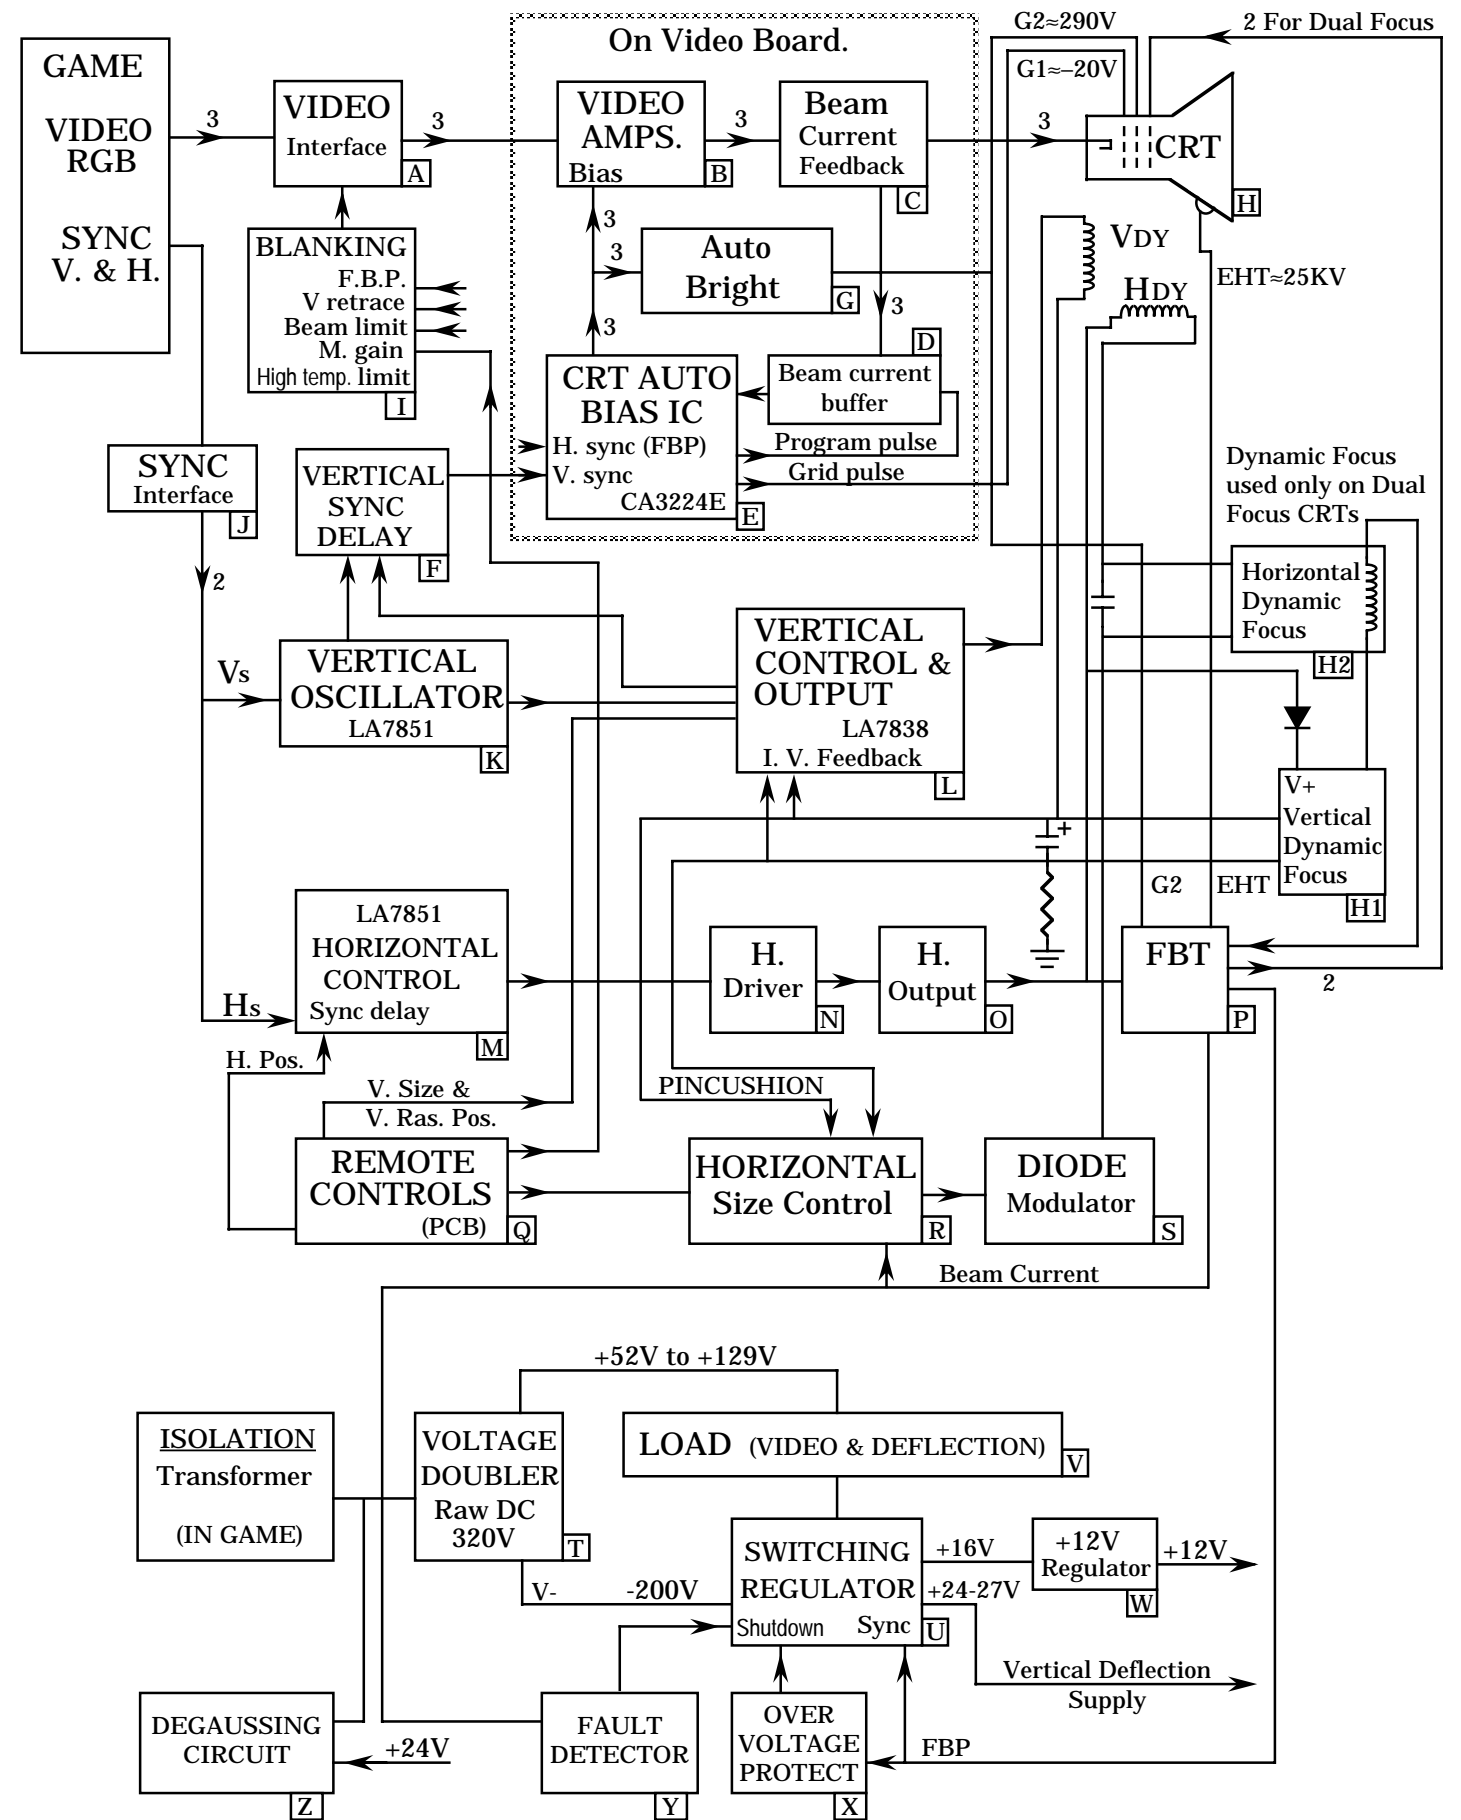 On Video Board.
G2≈290V
2 For Dual Focus
G1≈–20V
GAME
VIDEO
RGB
SYNC
V. & H.
3
VIDEO
Interface
A
3
VIDEO
AMPS.
Bias
B
3
Beam
Current
Feedback
C
3
CRT
H
BLANKING
F.B.P.
V retrace
Beam limit
M. gain
High temp. limit
I
3
3
Auto
Bright
G
3
3
VDY
HDY
EHT≈25KV
D
Beam current
buffer
CRT AUTO
BIAS IC
H. sync (FBP)
V. sync
CA3224E
E
Program pulse
Grid pulse
SYNC
Interface
J
2
VERTICAL
SYNC
DELAY
F
Dynamic Focus
used only on Dual
Focus CRTs
Horizontal
Dynamic
Focus
H2
Vs
VERTICAL
OSCILLATOR
LA7851
K
VERTICAL
CONTROL &
OUTPUT
LA7838
I. V. Feedback
L
+
V+
Vertical
Dynamic
Focus
H1
G2
EHT
LA7851
HORIZONTAL
CONTROL
Sync delay
M
Hs
H.
Driver
N
H.
Output
O
FBT
P
2
H. Pos.
V. Size &
V. Ras. Pos.
PINCUSHION
REMOTE
CONTROLS
(PCB)
Q
HORIZONTAL
Size Control
R
DIODE
Modulator
S
Beam Current
+52V to +129V
ISOLATION
Transformer
(IN GAME)
VOLTAGE
DOUBLER
Raw DC
320V
T
LOAD (VIDEO & DEFLECTION)
V
V-
-200V
SWITCHING
REGULATOR
Shutdown
Sync
U
+16V
+24-27V
+12V
Regulator
W
+12V
Vertical Deflection
Supply
DEGAUSSING
CIRCUIT
Z
+24V
FAULT
DETECTOR
Y
OVER
VOLTAGE
PROTECT
X
FBP